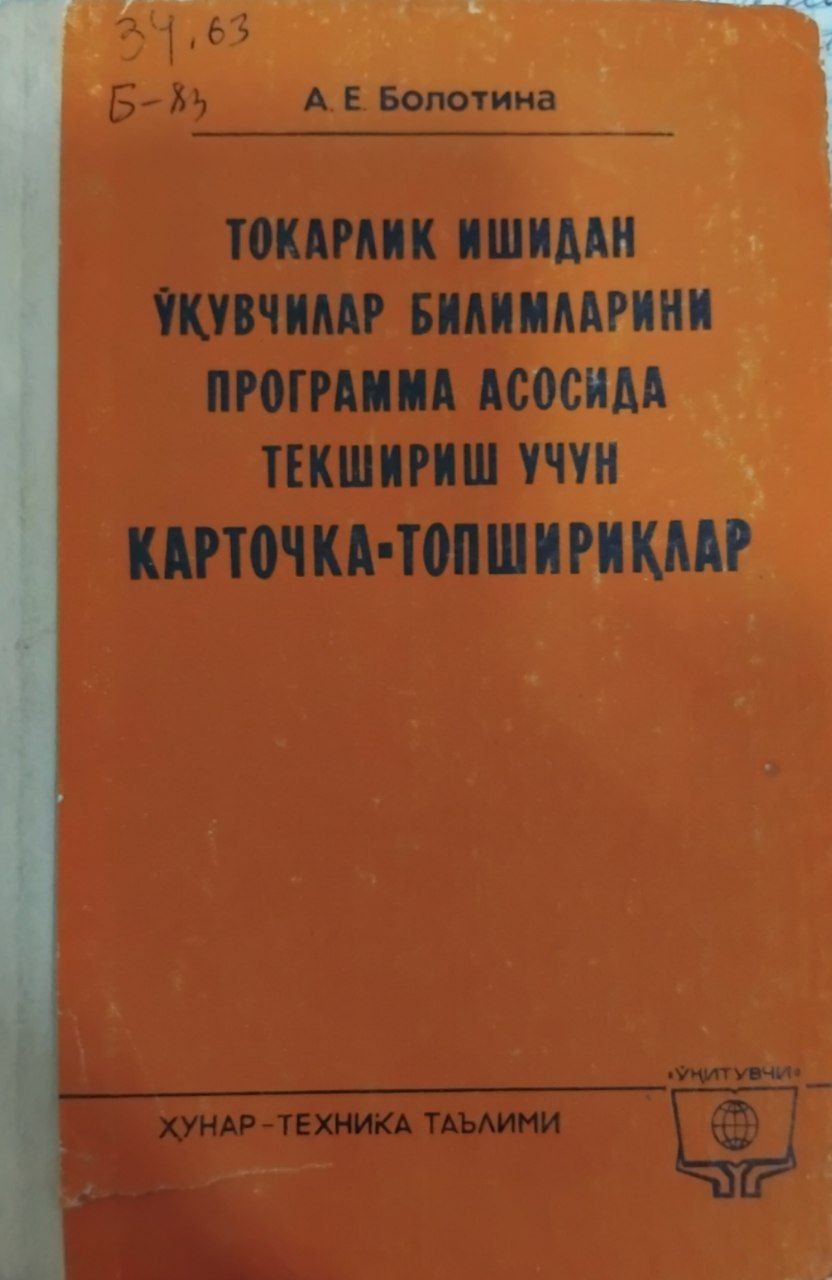 34.63
Б-83
А. Е. Болотина
ТОКАРЛИК ИШИДАН
ЎҚУВЧИЛАР БИЛИМЛАРИНИ
ПРОГРАММА АСОСИДА
ТЕКШИРИШ УЧУН
КАРТОЧКА-ТОПШИРИҚЛАР
«ЎҚИТУВЧИ»
ҲУНАР-ТЕХНИКА ТАЪЛИМИ